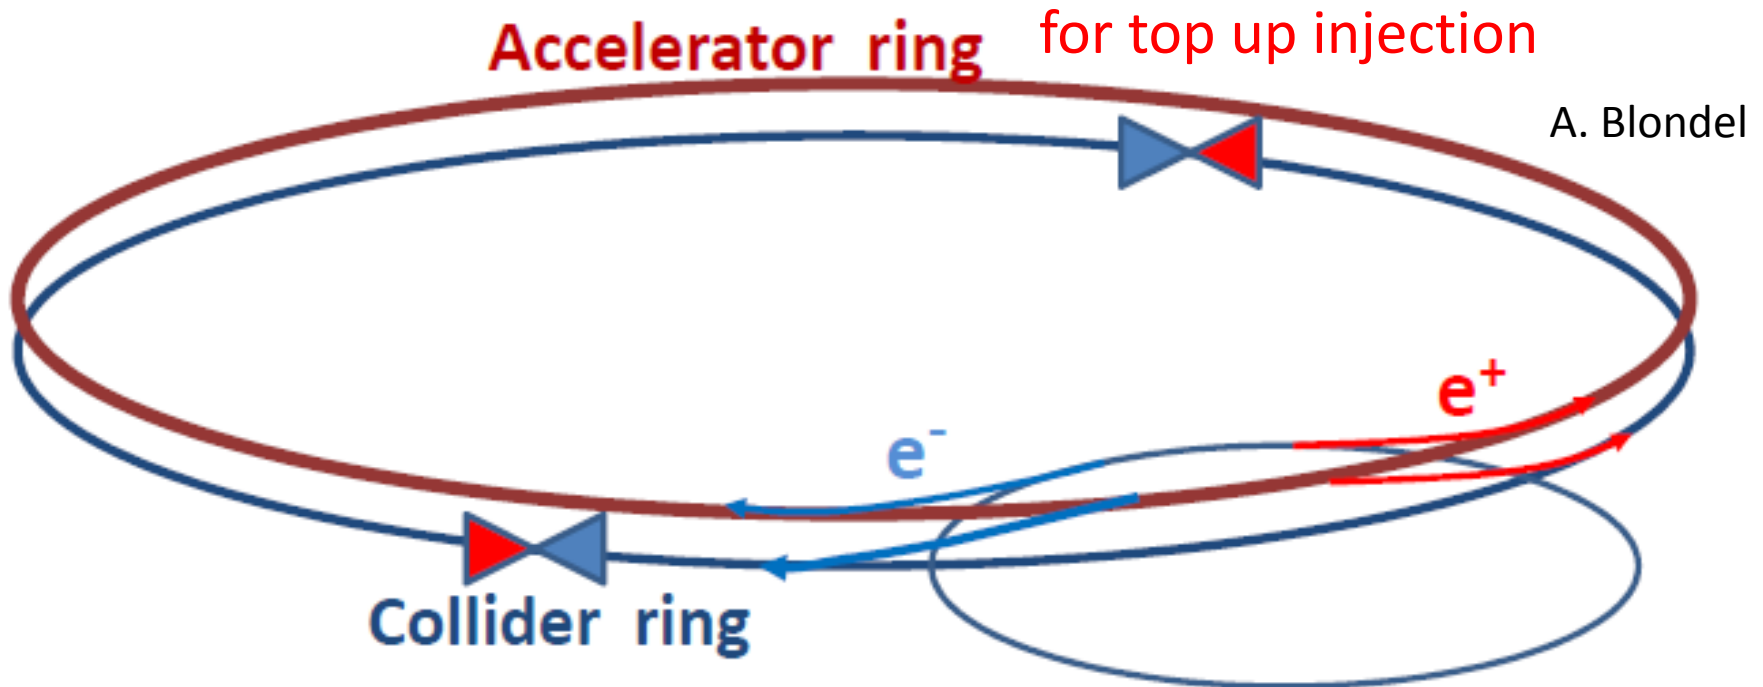 Accelerator ring for top up injection
A. Blondel
e⁺
e⁻
Collider ring